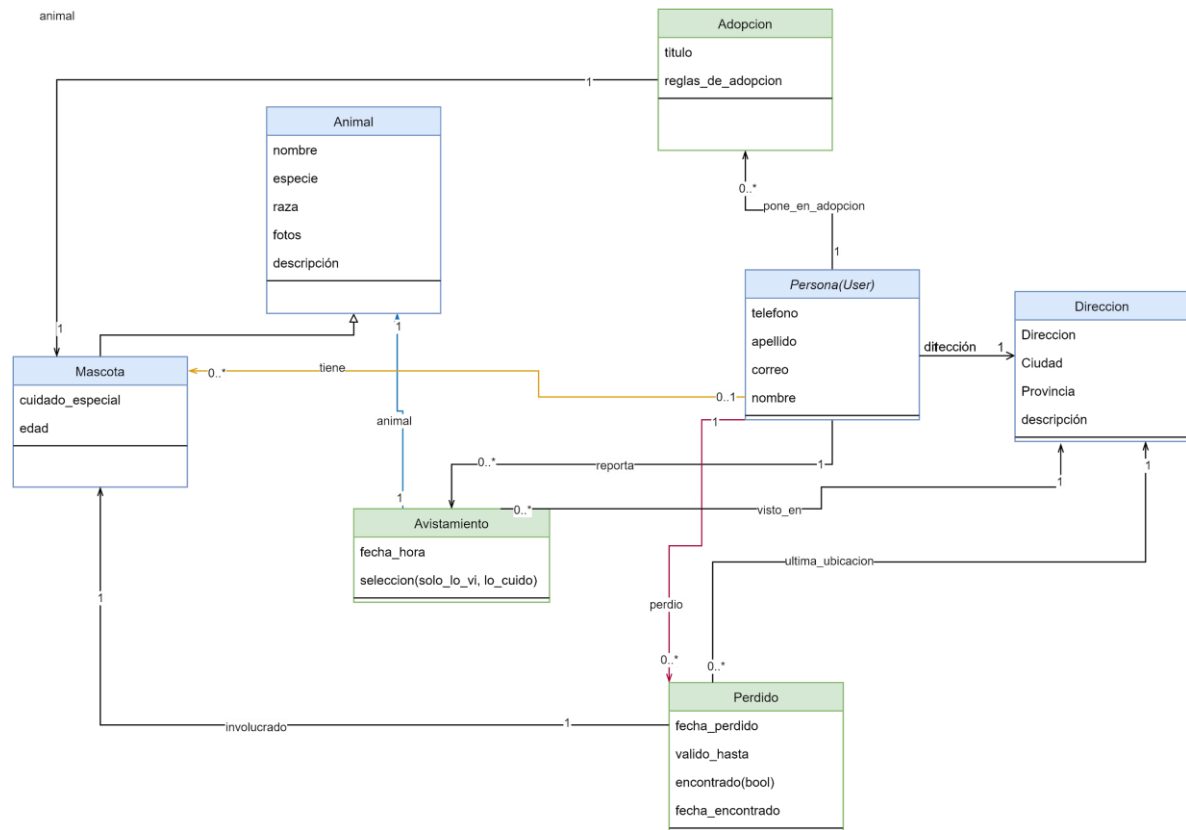 animal
Adopcion
titulo
reglas_de_adopcion
1
Animal
nombre
especie
raza
fotos
descripción
0..*
pone_en_adopcion
1
Persona(User)
telefono
apellido
correo
nombre
Direccion
Direccion
Ciudad
Provincia
descripción
dirección
1
1
1
Mascota
cuidado_especial
edad
0..*
tiene
0..1
animal
1
1
0..*
reporta
1
Avistamiento
fecha_hora
seleccion(solo_lo_vi, lo_cuido)
0..*
visto_en
1
1
ultima_ubicacion
0..*
perdio
0..*
1
Perdido
fecha_perdido
valido_hasta
encontrado(bool)
fecha_encontrado
involucrado
1
1